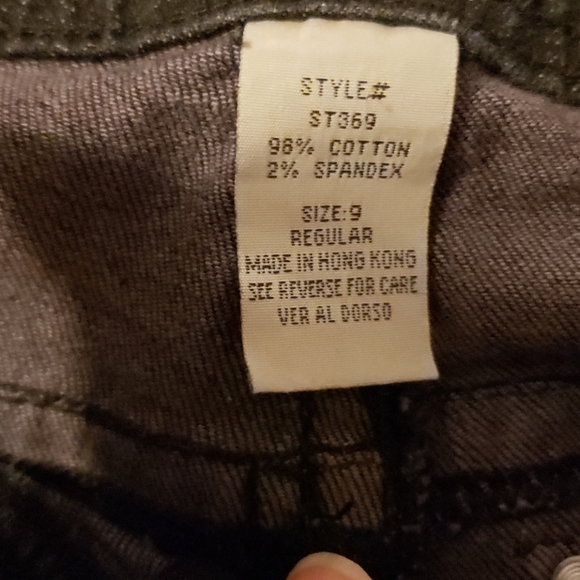 STYLE#
ST369
98% COTTON
2% SPANDEX
SIZE:9
REGULAR
MADE IN HONG KONG
SEE REVERSE FOR CARE
VER AL DORSO